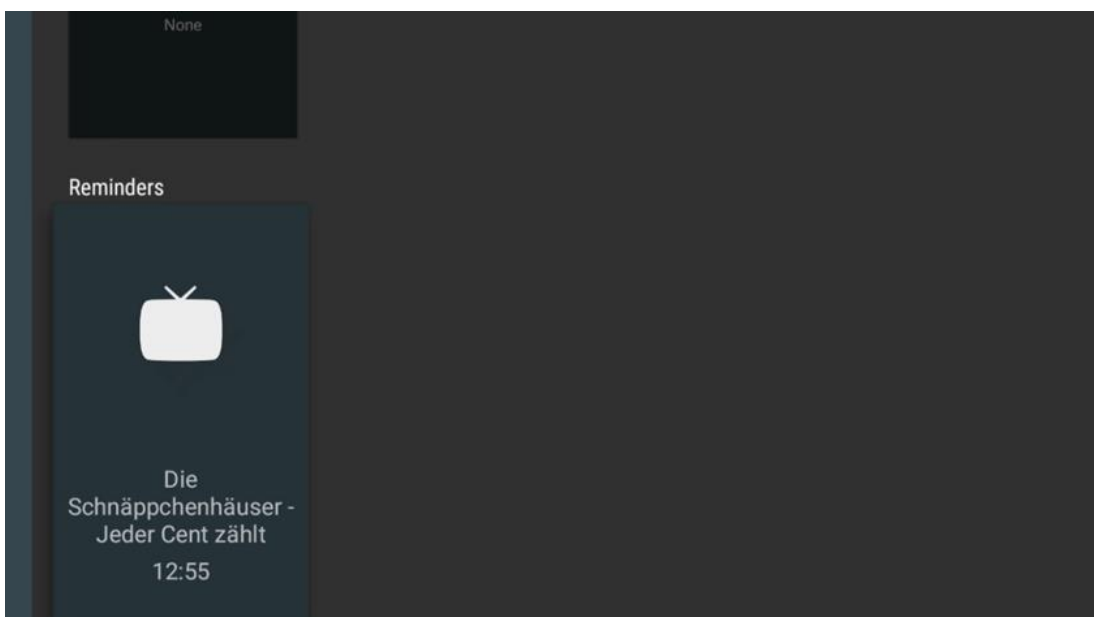 None
Reminders
Die
Schnäppchenhäuser -
Jeder Cent zählt
12:55